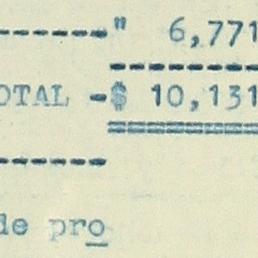 ------" 6,771
OTAL -$ 10,131
------
de pro